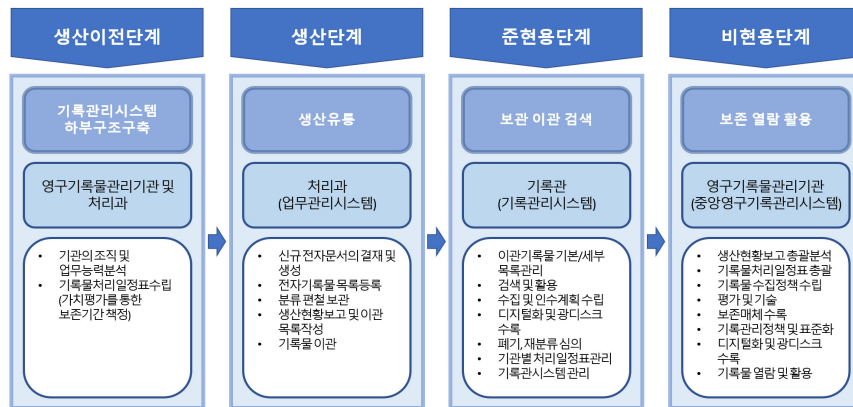 생산이전단계
기록관리시스템
하부구조구축
영구기록물관리기관 및
처리과
• 기관의 조직 및
업무능력분석
• 기록물처리일정표수립
(가치평가를 통한
보존기간 책정)
생산단계
생산유통
처리과
(업무관리시스템)
• 신규전자문서의 결재 및
생성
• 전자기록물 목록등록
• 분류 편철 보관
• 생산현황보고 및 이관
목록작성
• 기록물 이관
준현용단계
보관 이관 검색
기록관
(기록관리시스템)
• 이관기록물 기본/세부
목록관리
• 검색 및 활용
• 수집 및 인수계획 수립
• 디지털화 및 광디스크
수록
• 폐기, 재분류 심의
• 기관별 처리일정표관리
• 기록관시스템 관리
비현용단계
보존 열람 활용
영구기록물관리기관
(중앙영구기록관리시스템)
• 생산현황보고 총괄분석
• 기록물처리일정표 총괄
• 기록물 수집정책 수립
• 평가 및 기술
• 보존매체 수록
• 기록관리정책 및 표준화
• 디지털화 및 광디스크
수록
• 기록물 열람 및 활용